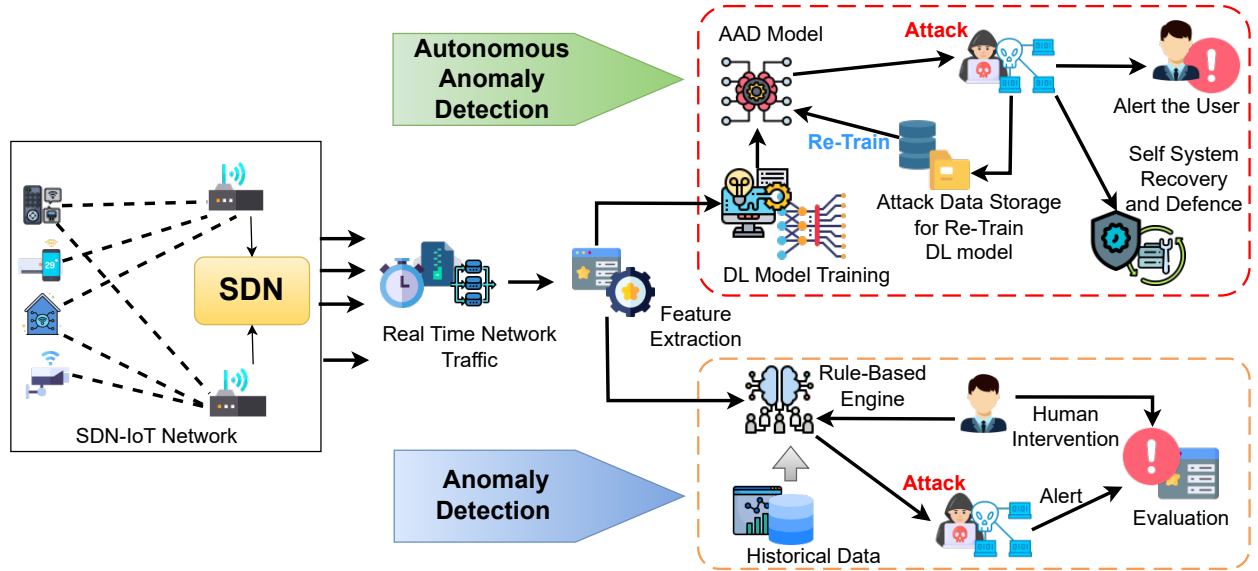 Autonomous
Anomaly
Detection
AAD Model
Attack
Alert the User
Re-Train
Attack Data Storage
for Re-Train
DL model
Self System
Recovery
and Defence
DL Model Training
29°
SDN
SDN-IoT Network
Real Time Network
Traffic
Feature
Extraction
Rule-Based
Engine
Human
Intervention
Anomaly
Detection
Attack
Alert
Evaluation
Historical Data